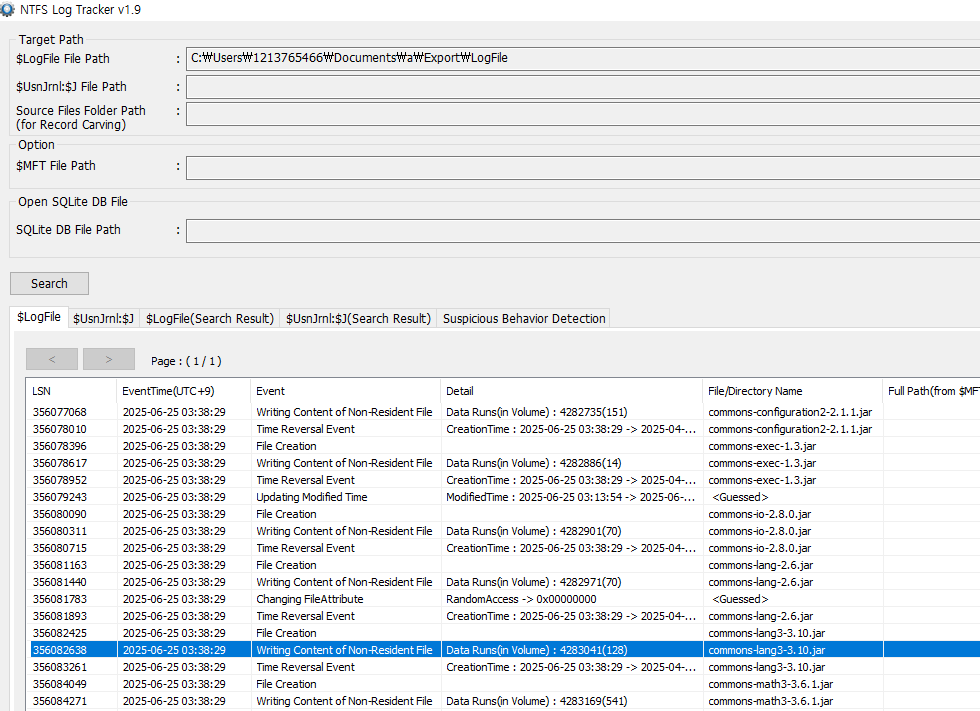 NTFS Log Tracker v1.9
Target Path
$LogFile File Path : C:₩Users₩1213765466₩Documents₩a₩Export₩LogFile
$UsnJrnl:$J File Path :
Source Files Folder Path :
(for Record Carving)
Option
$MFT File Path :
Open SQLite DB File
SQLite DB File Path :
Search
$LogFile $UsnJrnl:$J $LogFile(Search Result) $UsnJrnl:$J(Search Result) Suspicious Behavior Detection
< > Page : ( 1 / 1 )
LSN EventTime(UTC+9) Event Detail File/Directory Name Full Path(from $MFT
356077068 2025-06-25 03:38:29 Writing Content of Non-Resident File Data Runs(in Volume) : 4282735(151) commons-configuration2-2.1.1.jar
356078010 2025-06-25 03:38:29 Time Reversal Event CreationTime : 2025-06-25 03:38:29 -> 2025-04-... commons-configuration2-2.1.1.jar
356078396 2025-06-25 03:38:29 File Creation commons-exec-1.3.jar
356078617 2025-06-25 03:38:29 Writing Content of Non-Resident File Data Runs(in Volume) : 4282886(14) commons-exec-1.3.jar
356078952 2025-06-25 03:38:29 Time Reversal Event CreationTime : 2025-06-25 03:38:29 -> 2025-04-... commons-exec-1.3.jar
356079243 2025-06-25 03:38:29 Updating Modified Time ModifiedTime : 2025-06-25 03:13:54 -> 2025-06-... <Guessed>
356080090 2025-06-25 03:38:29 File Creation commons-io-2.8.0.jar
356080311 2025-06-25 03:38:29 Writing Content of Non-Resident File Data Runs(in Volume) : 4282901(70) commons-io-2.8.0.jar
356080715 2025-06-25 03:38:29 Time Reversal Event CreationTime : 2025-06-25 03:38:29 -> 2025-04-... commons-io-2.8.0.jar
356081163 2025-06-25 03:38:29 File Creation commons-lang-2.6.jar
356081440 2025-06-25 03:38:29 Writing Content of Non-Resident File Data Runs(in Volume) : 4282971(70) commons-lang-2.6.jar
356081783 2025-06-25 03:38:29 Changing FileAttribute RandomAccess -> 0x00000000 <Guessed>
356081893 2025-06-25 03:38:29 Time Reversal Event CreationTime : 2025-06-25 03:38:29 -> 2025-04-... commons-lang-2.6.jar
356082425 2025-06-25 03:38:29 File Creation commons-lang3-3.10.jar
356082638 2025-06-25 03:38:29 Writing Content of Non-Resident File Data Runs(in Volume) : 4283041(128) commons-lang3-3.10.jar
356083261 2025-06-25 03:38:29 Time Reversal Event CreationTime : 2025-06-25 03:38:29 -> 2025-04-... commons-lang3-3.10.jar
356084049 2025-06-25 03:38:29 File Creation commons-math3-3.6.1.jar
356084271 2025-06-25 03:38:29 Writing Content of Non-Resident File Data Runs(in Volume) : 4283169(541) commons-math3-3.6.1.jar